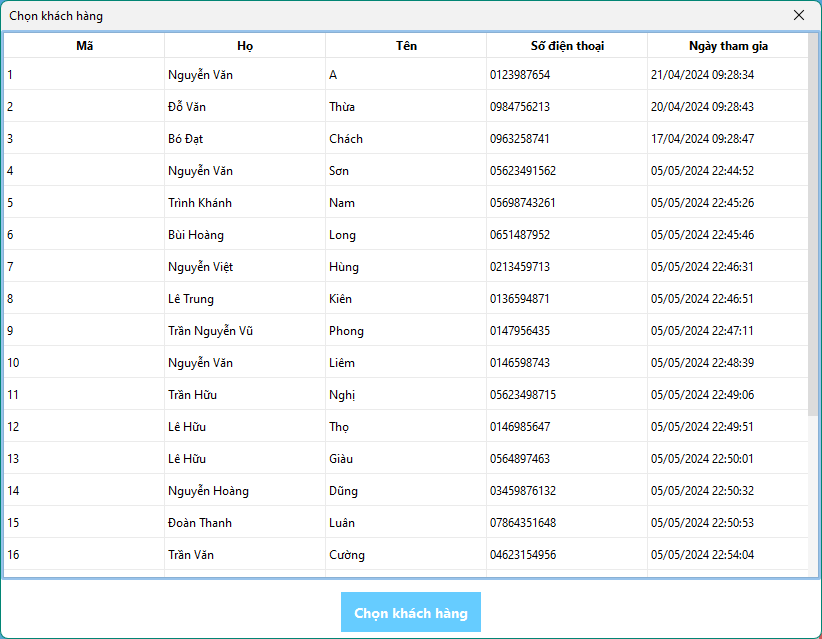 Chọn khách hàng
Mã Họ Tên Số điện thoại Ngày tham gia
1 Nguyễn Văn A 0123987654 21/04/2024 09:28:34
2 Đỗ Văn Thừa 0984756213 20/04/2024 09:28:43
3 Bó Đạt Chách 0963258741 17/04/2024 09:28:47
4 Nguyễn Văn Sơn 05623491562 05/05/2024 22:44:52
5 Trình Khánh Nam 05698743261 05/05/2024 22:45:26
6 Bùi Hoàng Long 0651487952 05/05/2024 22:45:46
7 Nguyễn Việt Hùng 0213459713 05/05/2024 22:46:31
8 Lê Trung Kiên 0136594871 05/05/2024 22:46:51
9 Trần Nguyễn Vũ Phong 0147956435 05/05/2024 22:47:11
10 Nguyễn Văn Liêm 0146598743 05/05/2024 22:48:39
11 Trần Hữu Nghị 05623498715 05/05/2024 22:49:06
12 Lê Hữu Thọ 0146985647 05/05/2024 22:49:51
13 Lê Hữu Giàu 0564897463 05/05/2024 22:50:01
14 Nguyễn Hoàng Dũng 03459876132 05/05/2024 22:50:32
15 Đoàn Thanh Luân 07864351648 05/05/2024 22:50:53
16 Trần Văn Cường 04623154956 05/05/2024 22:54:04
Chọn khách hàng